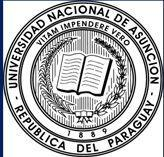 UNIVERSIDAD NACIONAL DE ASUNCION
VITAM IMPENDERE VERO
1889
REPUBLICA DEL PARAGUAY